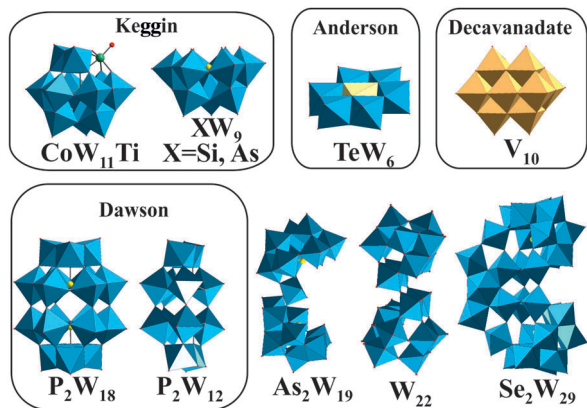 Keggin
Anderson
Decavanadate
CoW₁₁Ti
XW₉
X=Si, As
TeW₆
V₁₀
Dawson
P₂W₁₈
P₂W₁₂
As₂W₁₉
W₂₂
Se₂W₂₉